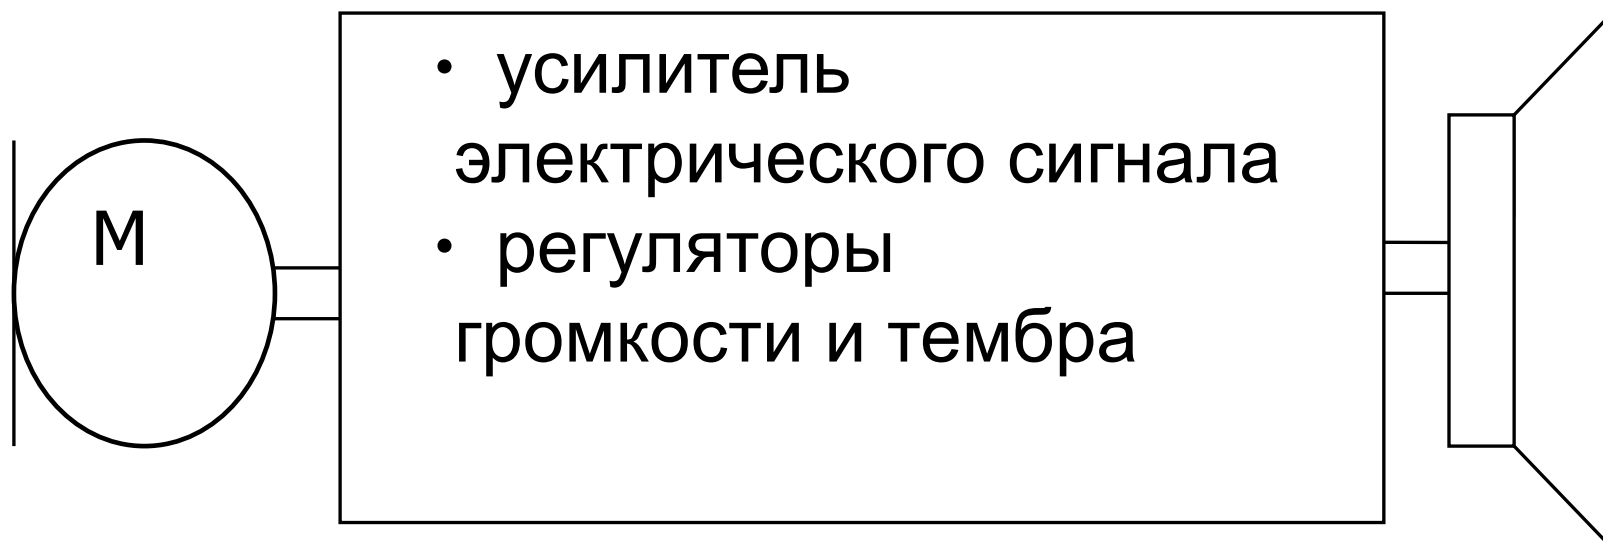 M
• усилитель
электрического сигнала
• регуляторы
громкости и тембра